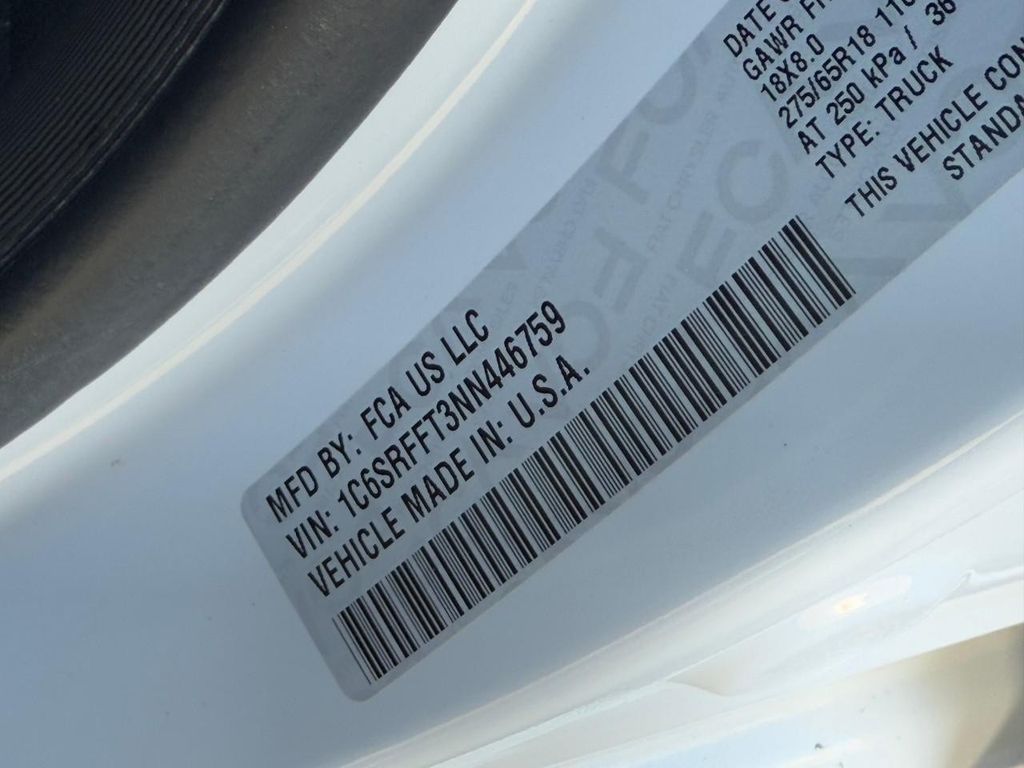 MFD BY: FCA US LLC
VIN: 1C6SRFFT3NN446759
VEHICLE MADE IN: U.S.A.
DATE
GAWR
18X8.0
275/65R18
AT 250 kPa / 36
TYPE: TRUCK
THIS VEHICLE